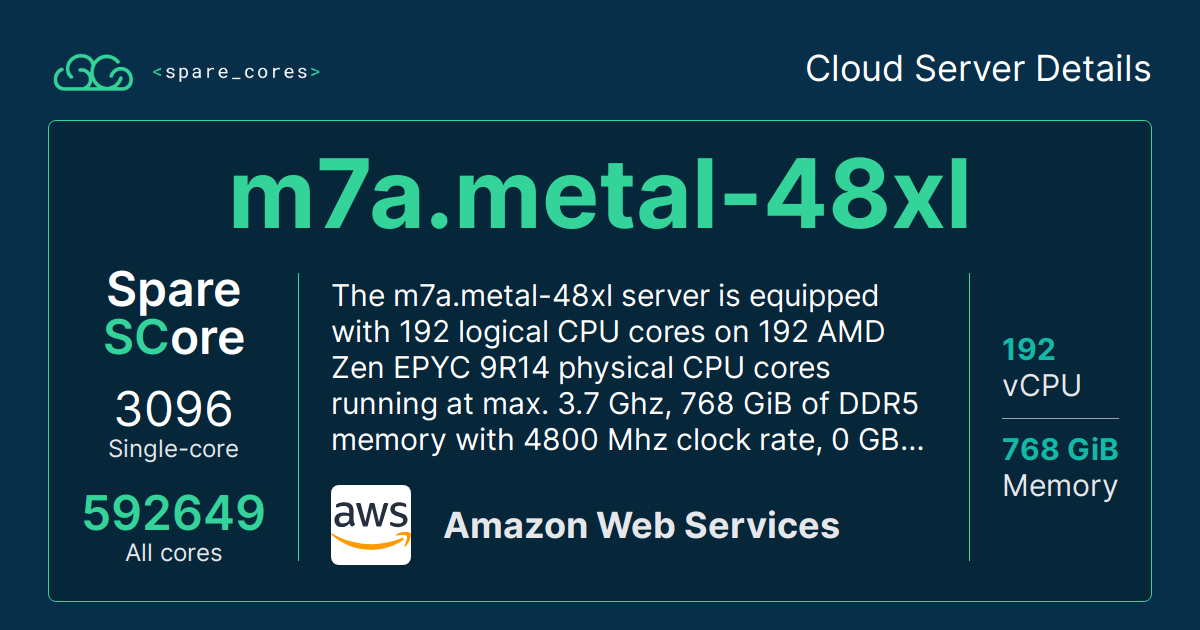 <spare_cores>
Cloud Server Details
m7a.metal-48xl
Spare
SCore
3096
Single-core
592649
All cores
The m7a.metal-48xl server is equipped
with 192 logical CPU cores on 192 AMD
Zen EPYC 9R14 physical CPU cores
running at max. 3.7 Ghz, 768 GiB of DDR5
memory with 4800 Mhz clock rate, 0 GB...
aws
Amazon Web Services
192
vCPU
768 GiB
Memory